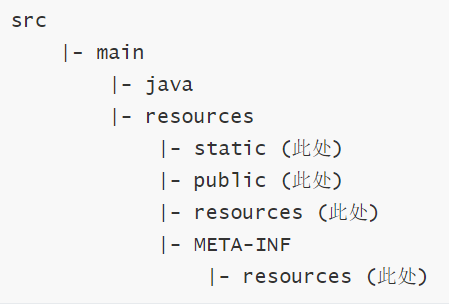 src
|- main
|- java
|- resources
|- static (此处)
|- public (此处)
|- resources (此处)
|- META-INF
|- resources (此处)